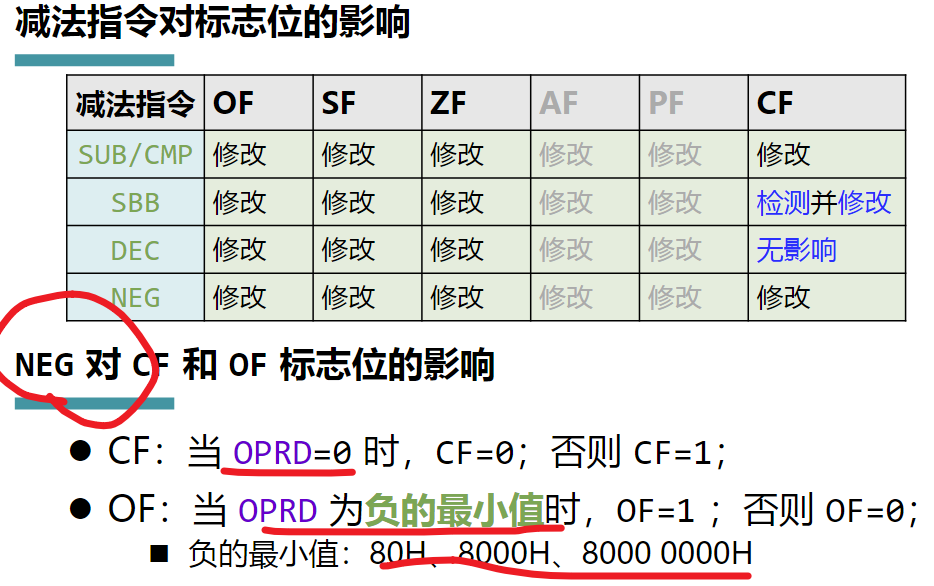 减法指令对标志位的影响
减法指令 OF SF ZF AF PF CF
SUB/CMP 修改 修改 修改 修改 修改 修改
SBB 修改 修改 修改 修改 修改 检测并修改
DEC 修改 修改 修改 修改 修改 无影响
NEG 修改 修改 修改 修改 修改 修改
NEG 对 CF 和 OF 标志位的影响
● CF：当 OPRD=0 时，CF=0；否则 CF=1；
● OF：当 OPRD 为负的最小值时，OF=1 ；否则 OF=0；
■ 负的最小值：80H、8000H、8000 0000H